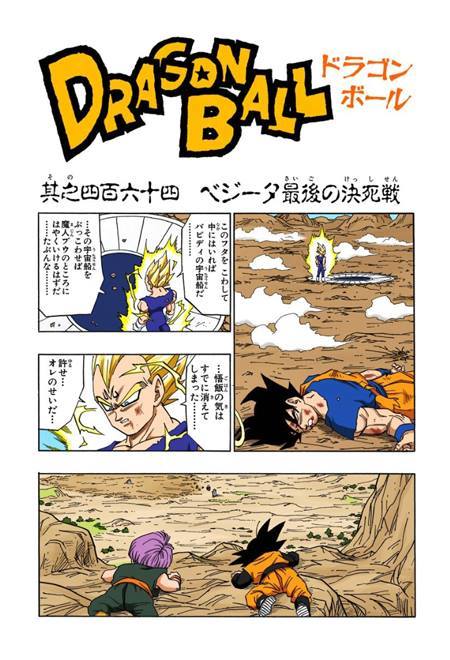 DRAGON
BALL
ドラゴン
ボール
其之四百六十四 ベジータ最後の決死戦
このフタをこわして
中にはいれば
バビディの宇宙船だ
…その宇宙船を
ぶっこわせば
魔人ブウのところに
はやくいけるはずだ
…たぶんな…
…悟飯の気は
すでに消えて
しまった………
許せ…
オレのせいだ…